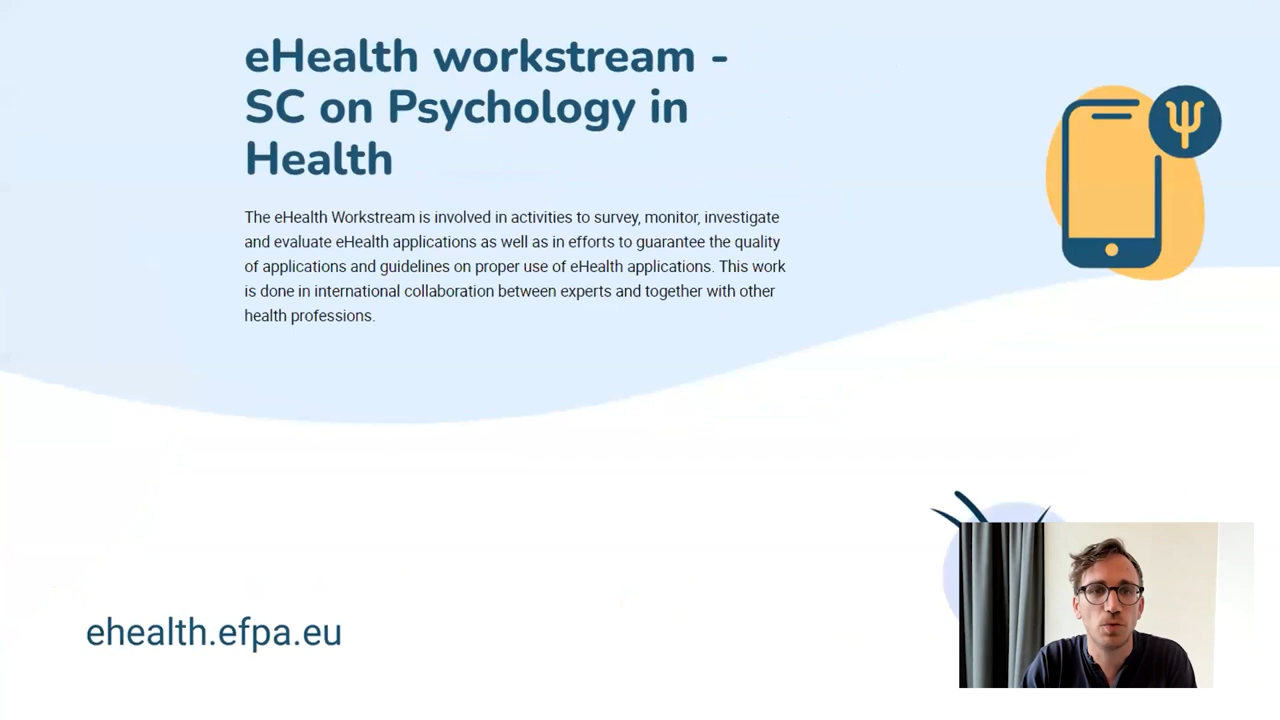 eHealth workstream -
SC on Psychology in
Health
The eHealth Workstream is involved in activities to survey, monitor, investigate
and evaluate eHealth applications as well as in efforts to guarantee the quality
of applications and guidelines on proper use of eHealth applications. This work
is done in international collaboration between experts and together with other
health professions.
ehealth.efpa.eu